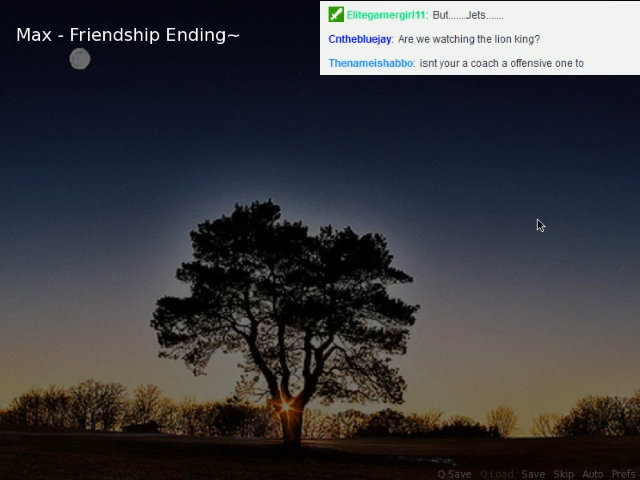 Max - Friendship Ending~
Elitegamergirl11: But.......Jets.......
Cnthebluejay: Are we watching the lion king?
Thenameishabbo: isnt your a coach a offensive one to
Q.Save Q.Load Save Skip Auto Prefs